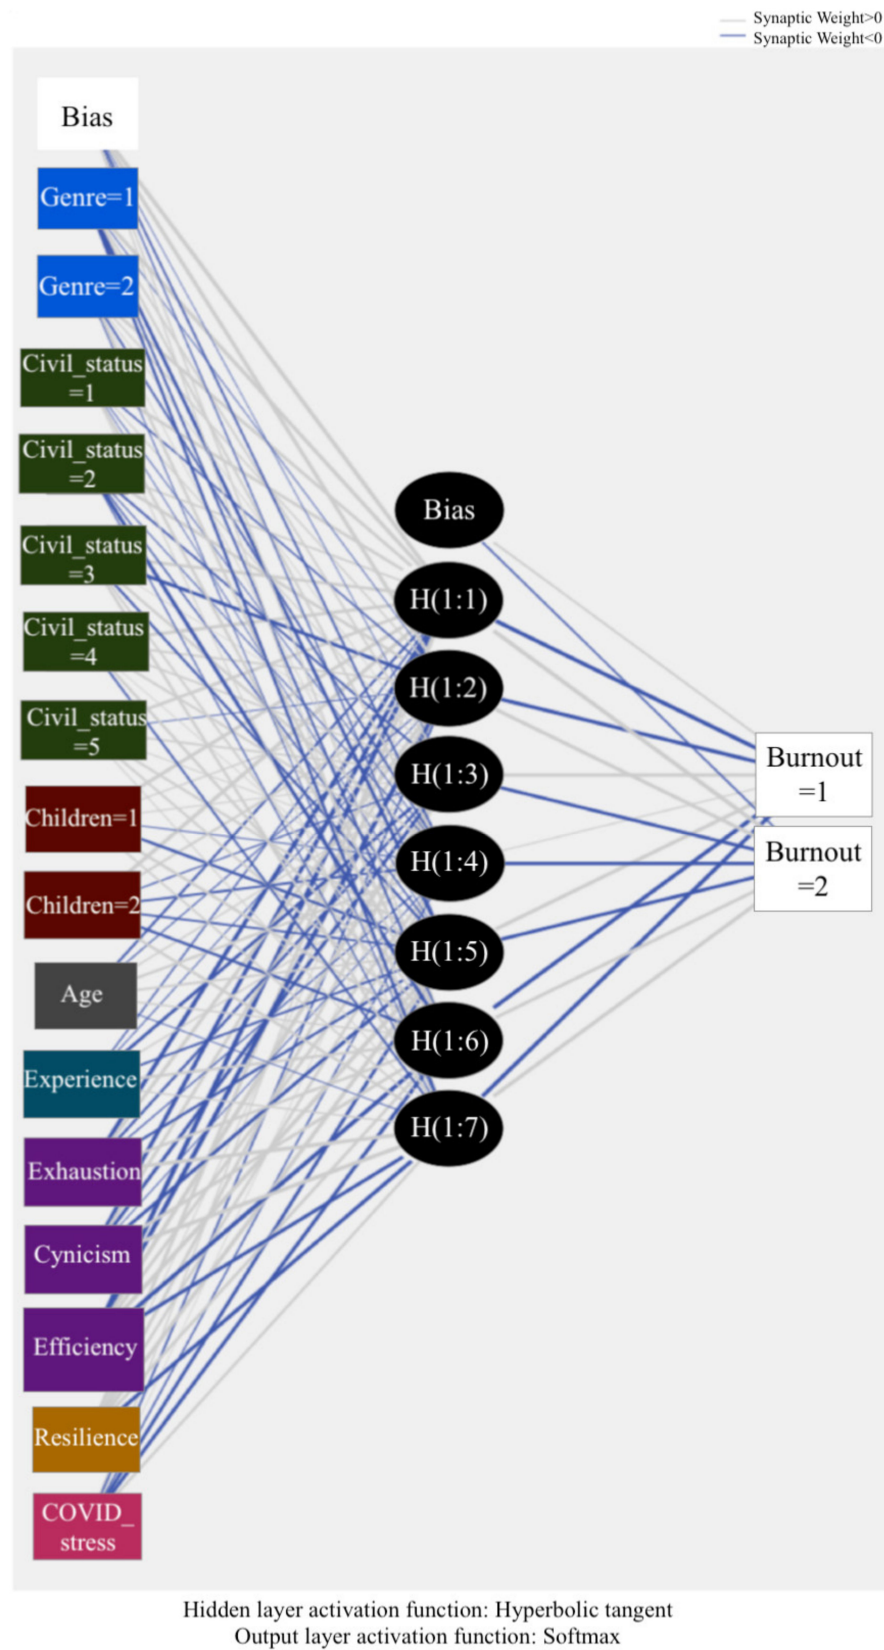 Synaptic Weight>0
Synaptic Weight<0
Bias
Genre=1
Genre=2
Civil_status
=1
Civil_status
=2
Civil_status
=3
Civil_status
=4
Civil_status
=5
Children=1
Children=2
Age
Experience
Exhaustion
Cynicism
Efficiency
Resilience
COVID_
stress
Bias
H(1:1)
H(1:2)
H(1:3)
H(1:4)
H(1:5)
H(1:6)
H(1:7)
Burnout
=1
Burnout
=2
Hidden layer activation function: Hyperbolic tangent
Output layer activation function: Softmax